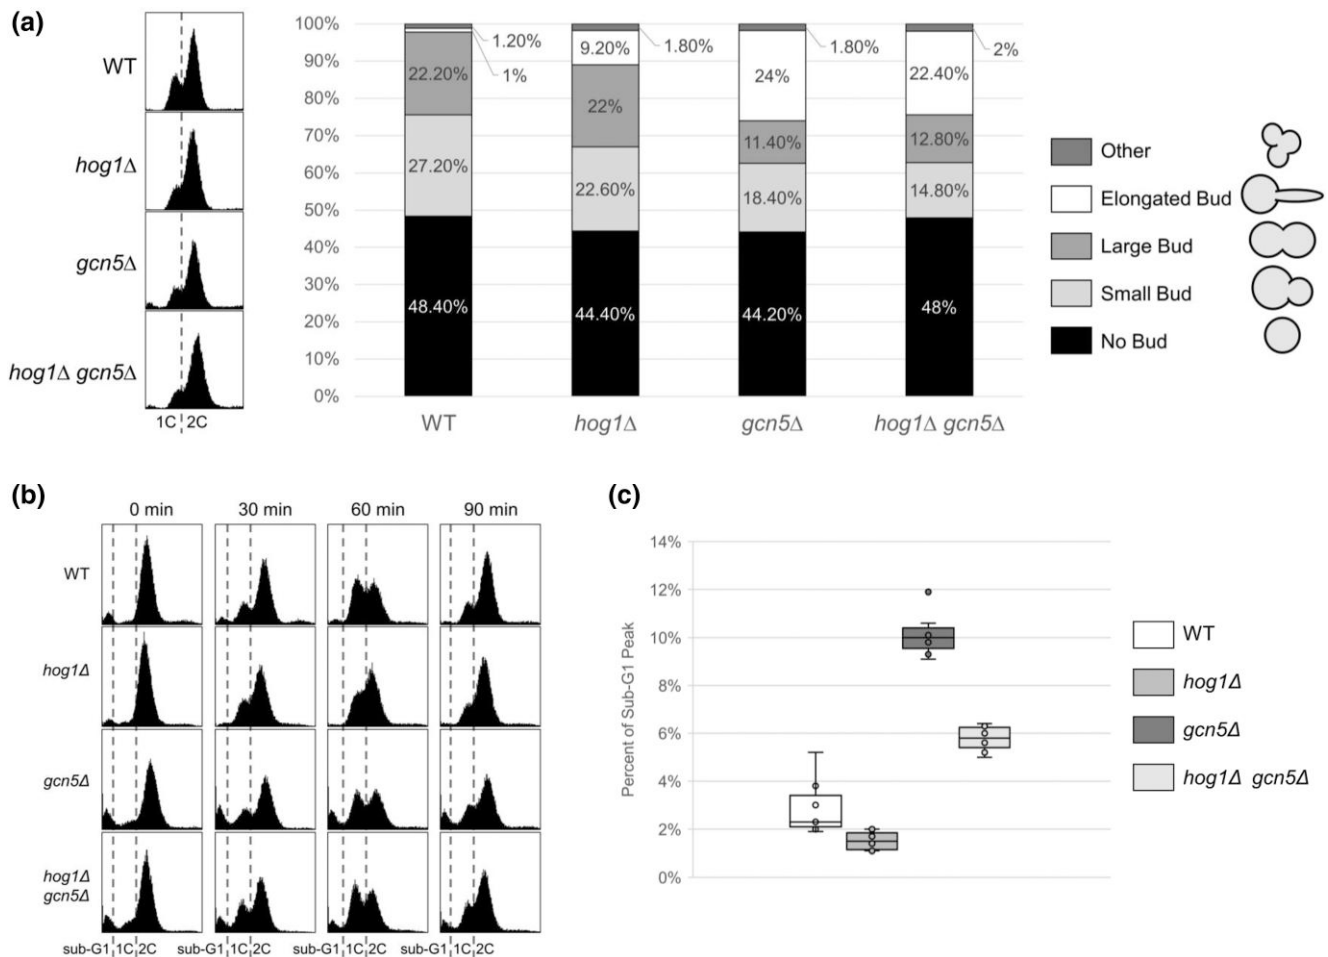 (a)
WT
hog1Δ
gcn5Δ
hog1Δ gcn5Δ
1C 2C
100%
90%
80%
70%
60%
50%
40%
30%
20%
10%
0%
1.20%
1%
22.20%
27.20%
48.40%
1.80%
9.20%
22%
22.60%
44.40%
1.80%
24%
11.40%
18.40%
44.20%
2%
22.40%
12.80%
14.80%
48%
WT hog1Δ gcn5Δ hog1Δ gcn5Δ
Other
Elongated Bud
Large Bud
Small Bud
No Bud
(b)
0 min 30 min 60 min 90 min
WT
hog1Δ
gcn5Δ
hog1Δ
gcn5Δ
sub-G1 1C 2C sub-G1 1C 2C sub-G1 1C 2C sub-G1 1C 2C
(c)
Percent of Sub-G1 Peak
14%
12%
10%
8%
6%
4%
2%
0%
WT
hog1Δ
gcn5Δ
hog1Δ gcn5Δ